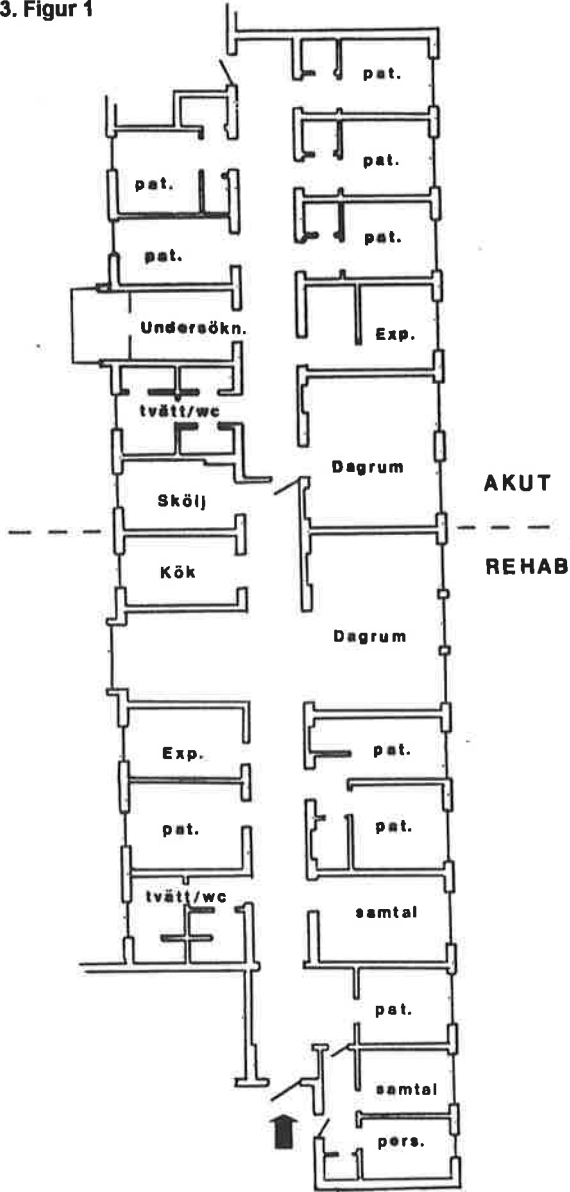 3. Figur 1
pat.
pat.
pat.
pat.
pat.
Undersökn.
Exp.
tvätt/wc
Dagrum
AKUT
Skölj
REHAB
Kök
Dagrum
Exp.
pat.
pat.
pat.
tvätt/wc
samtal
pat.
samtal
pers.